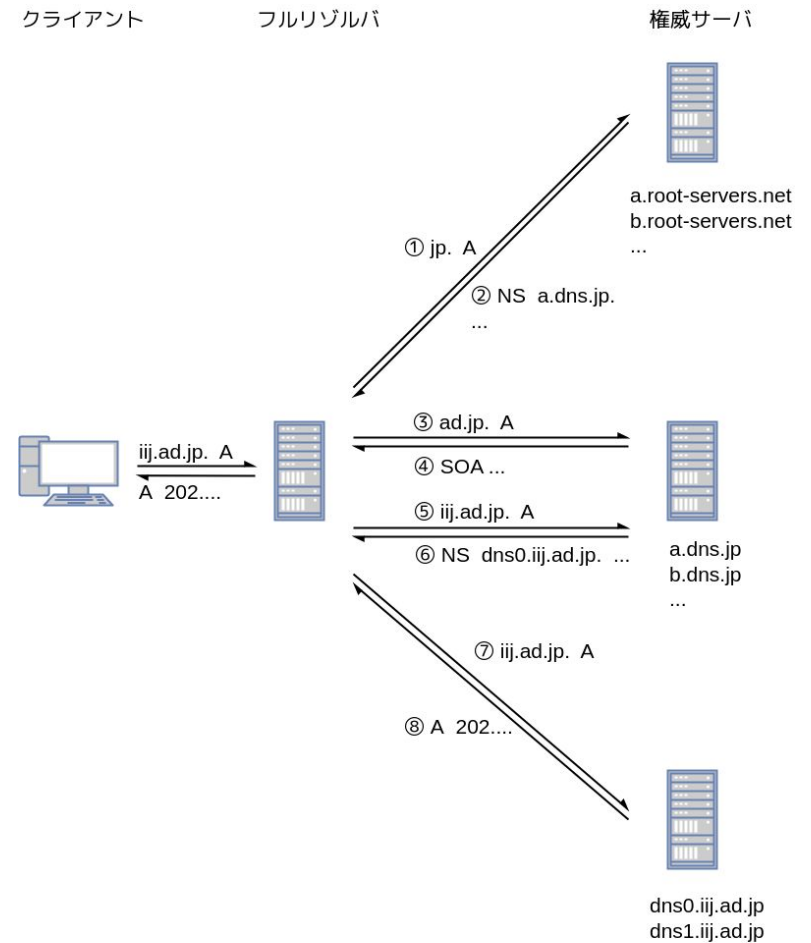 クライアント
フルリゾルバ
権威サーバ
a.root-servers.net
b.root-servers.net
...
① jp. A
② NS a.dns.jp.
...
③ ad.jp. A
④ SOA ...
iij.ad.jp. A
A 202....
⑤ iij.ad.jp. A
⑥ NS dns0.iij.ad.jp. ...
a.dns.jp
b.dns.jp
...
⑦ iij.ad.jp. A
⑧ A 202....
dns0.iij.ad.jp
dns1.iij.ad.jp